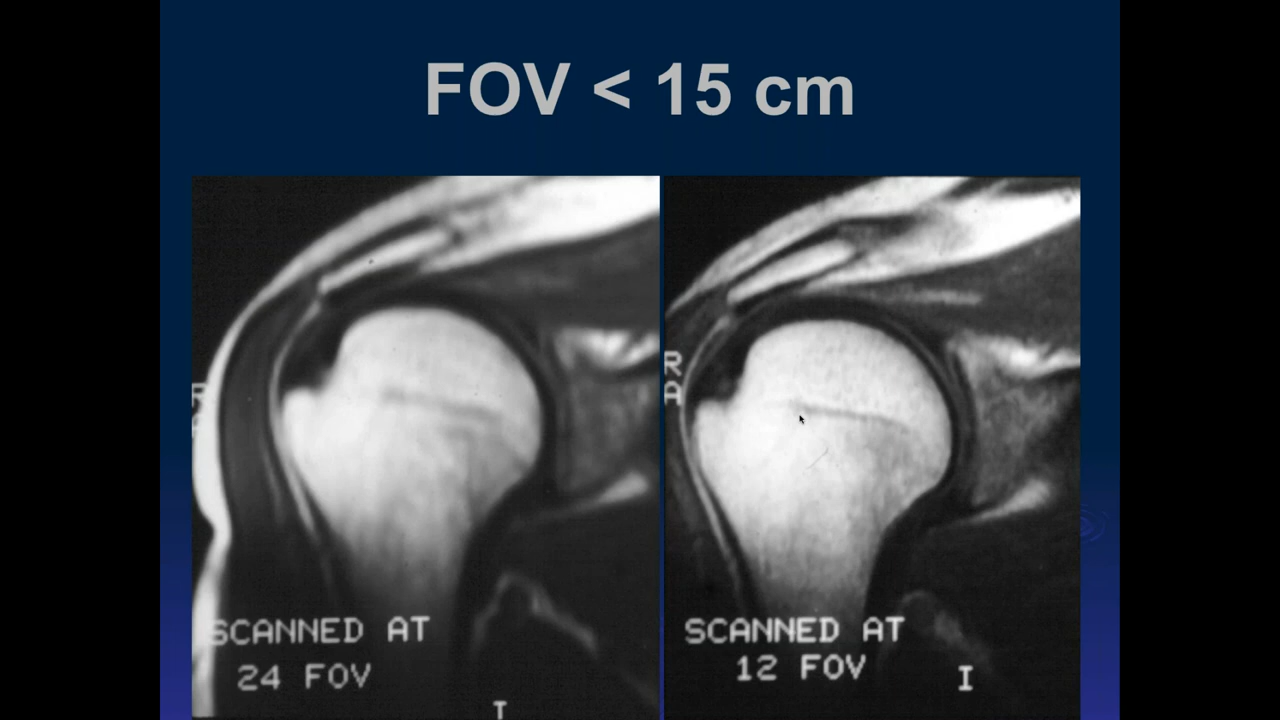 FOV < 15 cm
R
SCANNED AT
24 FOV
I
R
A
SCANNED AT
12 FOV
I